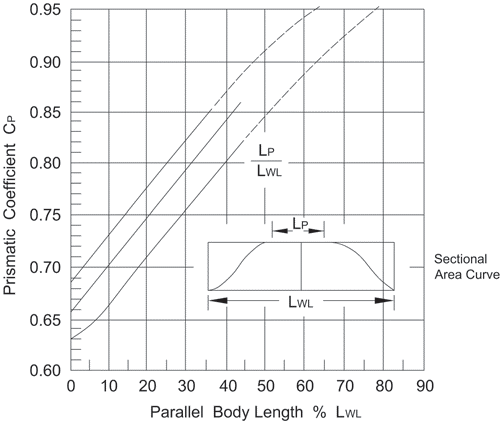 0.95
0.90
0.85
0.80
0.75
0.70
0.65
0.60
Prismatic Coefficient CP
LP
LWL
LP
LWL
Sectional
Area Curve
0 10 20 30 40 50 60 70 80 90
Parallel Body Length % LWL